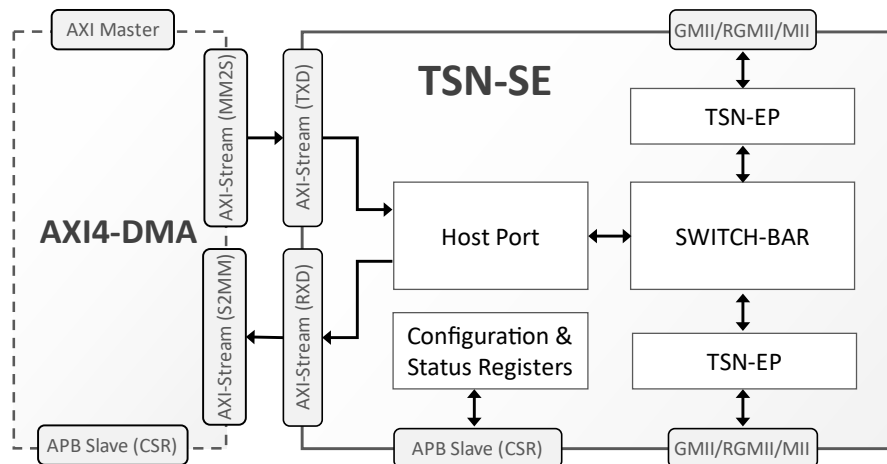 AXI Master
GMII/RGMII/MII
AXI-Stream (MM2S)
AXI-Stream (TXD)
TSN-SE
TSN-EP
AXI4-DMA
Host Port
SWITCH-BAR
AXI-Stream (S2MM)
AXI-Stream (RXD)
Configuration &
Status Registers
TSN-EP
APB Slave (CSR)
APB Slave (CSR)
GMII/RGMII/MII